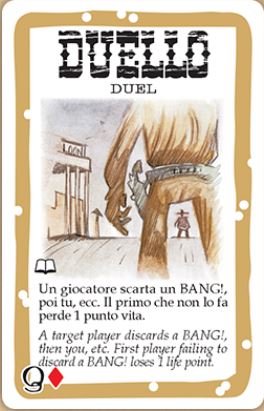 DUELLO
DUEL
Un giocatore scarta un BANG!,
poi tu, ecc. Il primo che non lo fa
perde 1 punto vita.
A target player discards a BANG!,
then you, etc. First player failing to
discard a BANG! loses 1 life point.
Q♦